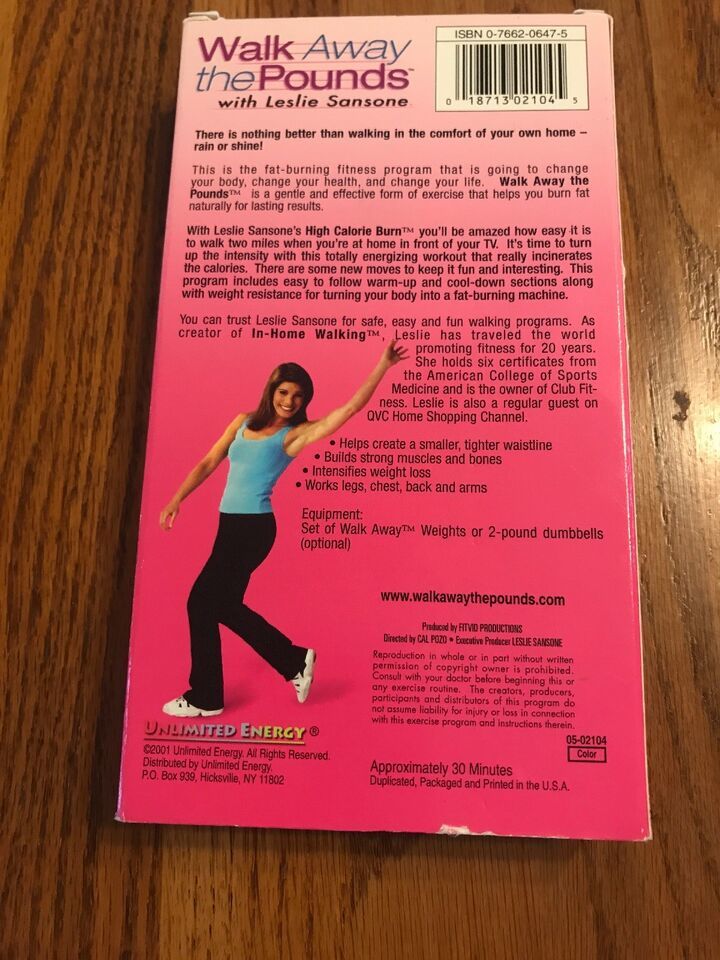 Walk Away
the Pounds™
with Leslie Sansone
ISBN 0-7662-0647-5
0 18713 02104 5
There is nothing better than walking in the comfort of your own home –
rain or shine!
This is the fat-burning fitness program that is going to change
your body, change your health, and change your life. Walk Away the
Pounds™ is a gentle and effective form of exercise that helps you burn fat
naturally for lasting results.
With Leslie Sansone's High Calorie Burn™ you'll be amazed how easy it is
to walk two miles when you're at home in front of your TV. It's time to turn
up the intensity with this totally energizing workout that really incinerates
the calories. There are some new moves to keep it fun and interesting. This
program includes easy to follow warm-up and cool-down sections along
with weight resistance for turning your body into a fat-burning machine.
You can trust Leslie Sansone for safe, easy and fun walking programs. As
creator of In-Home Walking™, Leslie has traveled the world
promoting fitness for 20 years.
She holds six certificates from
the American College of Sports
Medicine and is the owner of Club Fit-
ness. Leslie is also a regular guest on
QVC Home Shopping Channel.
• Helps create a smaller, tighter waistline
• Builds strong muscles and bones
• Intensifies weight loss
• Works legs, chest, back and arms
Equipment:
Set of Walk Away™ Weights or 2-pound dumbbells
(optional)
www.walkawaythepounds.com
Produced by FITVID PRODUCTIONS
Directed by CAL POZO • Executive Producer LESLIE SANSONE
Reproduction in whole or in part without written
permission of copyright owner is prohibited.
Consult with your doctor before beginning this or
any exercise routine. The creators, producers,
participants and distributors of this program do
not assume liability for injury or loss in connection
with this exercise program and instructions therein.
05-02104
Color
UNLIMITED ENERGY ®
©2001 Unlimited Energy. All Rights Reserved.
Distributed by Unlimited Energy.
P.O. Box 939, Hicksville, NY 11802
Approximately 30 Minutes
Duplicated, Packaged and Printed in the U.S.A.